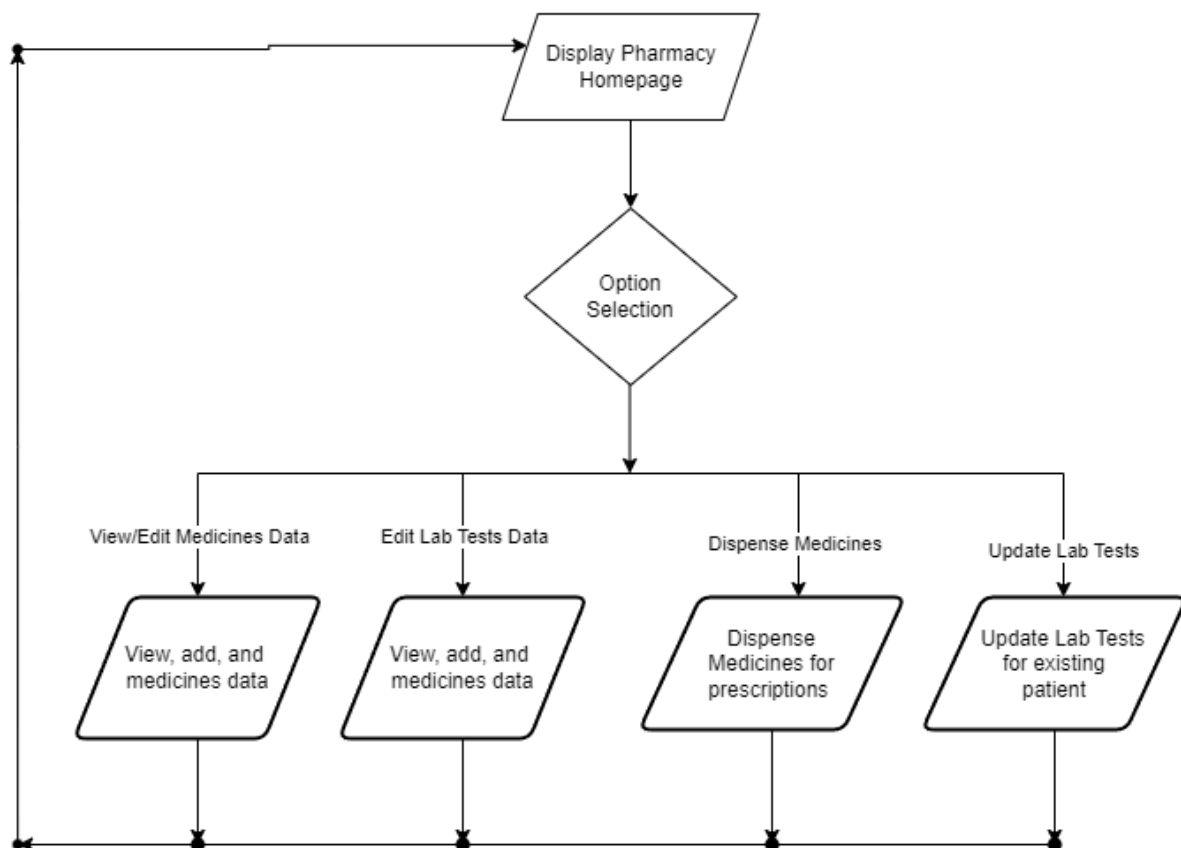 Display Pharmacy
Homepage
Option
Selection
View/Edit Medicines Data
Edit Lab Tests Data
Dispense Medicines
Update Lab Tests
View, add, and
medicines data
View, add, and
medicines data
Dispense
Medicines for
prescriptions
Update Lab Tests
for existing
patient